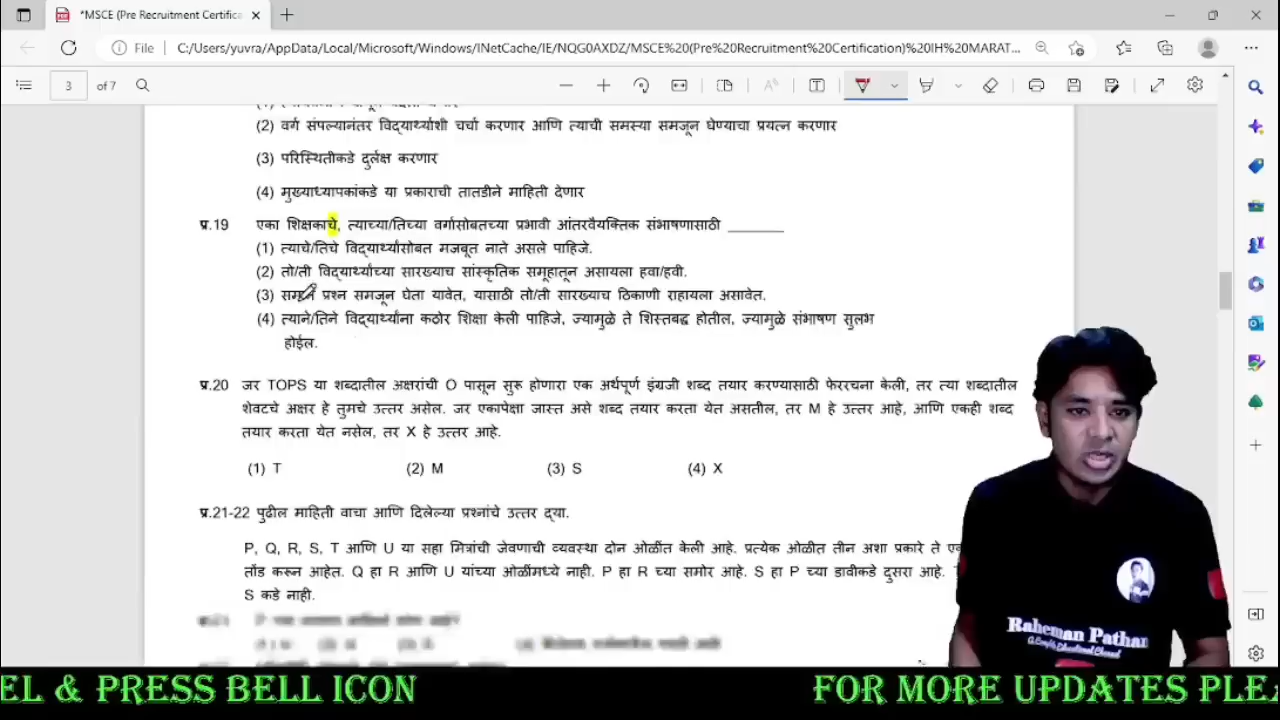 *MSCE (Pre Recruitment Certifica
3 of 7
File C:/Users/yuvra/AppData/Local/Microsoft/Windows/INetCache/IE/NQG0AXDZ/MSCE%20(Pre%20Recruitment%20Certification)%20IH%20MARAT...
(2) वर्ग संपल्यानंतर विद्यार्थ्याशी चर्चा करणार आणि त्याची समस्या समजून घेण्याचा प्रयत्न करणार
(3) परिस्थितीकडे दुर्लक्ष करणार
(4) मुख्याध्यापकांकडे या प्रकाराची तातडीने माहिती देणार
प्र.19 एका शिक्षकाचे, त्याच्या/तिच्या वर्गासोबतच्या प्रभावी आंतरवैयक्तिक संभाषणासाठी ______
(1) त्याचे/तिचे विद्यार्थ्यांसोबत मजबूत नाते असले पाहिजे.
(2) तो/ती विद्यार्थ्यांच्या सारख्याच सांस्कृतिक समूहातून असायला हवा/हवी.
(3) प्रश्न समजून घेता यावेत, यासाठी तो/ती सारख्याच ठिकाणी राहायला असावेत.
(4) त्याने/तिने विद्यार्थ्यांना कठोर शिक्षा केली पाहिजे, ज्यामुळे ते शिस्तबद्ध होतील, ज्यामुळे संभाषण सुलभ
होईल.
प्र.20 जर TOPS या शब्दातील अक्षरांची O पासून सुरू होणारा एक अर्थपूर्ण इंग्रजी शब्द तयार करण्यासाठी फेररचना केली, तर त्या शब्दातील
शेवटचे अक्षर हे तुमचे उत्तर असेल. जर एकापेक्षा जास्त असे शब्द तयार करता येत असतील, तर M हे उत्तर आहे, आणि एकही शब्द
तयार करता येत नसेल, तर X हे उत्तर आहे.
(1) T (2) M (3) S (4) X
प्र.21-22 पुढील माहिती वाचा आणि दिलेल्या प्रश्नांचे उत्तर द्या.
P, Q, R, S, T आणि U या सहा मित्रांची जेवणाची व्यवस्था दोन ओळींत केली आहे. प्रत्येक ओळीत तीन अशा प्रकारे ते
तोंड करून आहेत. Q हा R आणि U यांच्या ओळींमध्ये नाही. P हा R च्या समोर आहे. S हा P च्या डावीकडे दुसरा आहे.
S कडे नाही.
Raheman Pathan
EL & PRESS BELL ICON FOR MORE UPDATES PLE